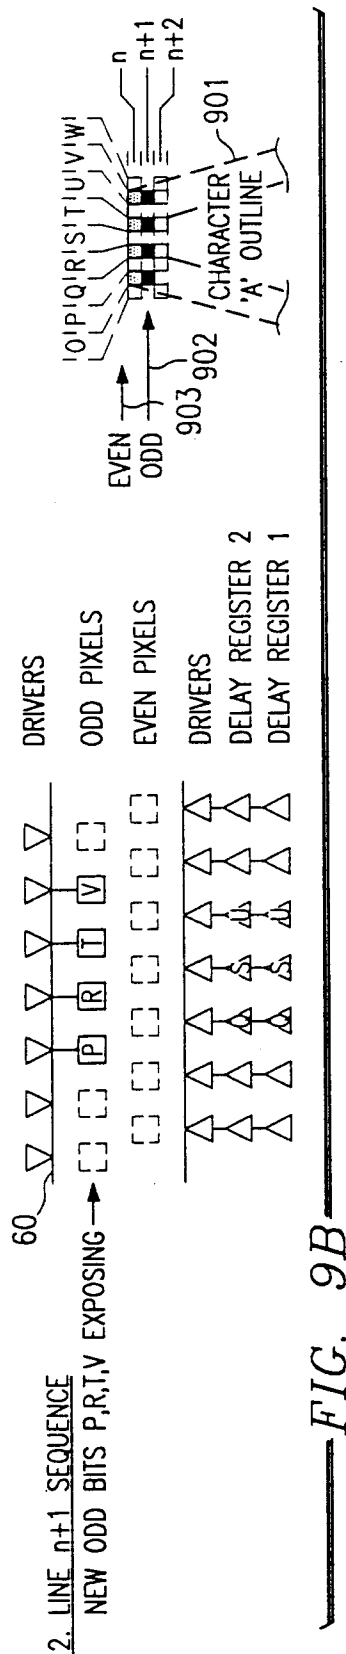 2. LINE n+1 SEQUENCE
NEW ODD BITS P,R,T,V EXPOSING
60
DRIVERS
P R T V
ODD PIXELS
EVEN PIXELS
DRIVERS
Q S U
DELAY REGISTER 2
Q S U
DELAY REGISTER 1
O P Q R S T U V W
n
n+1
n+2
EVEN
ODD
903
902
901
CHARACTER
'A'
OUTLINE
FIG. 9B